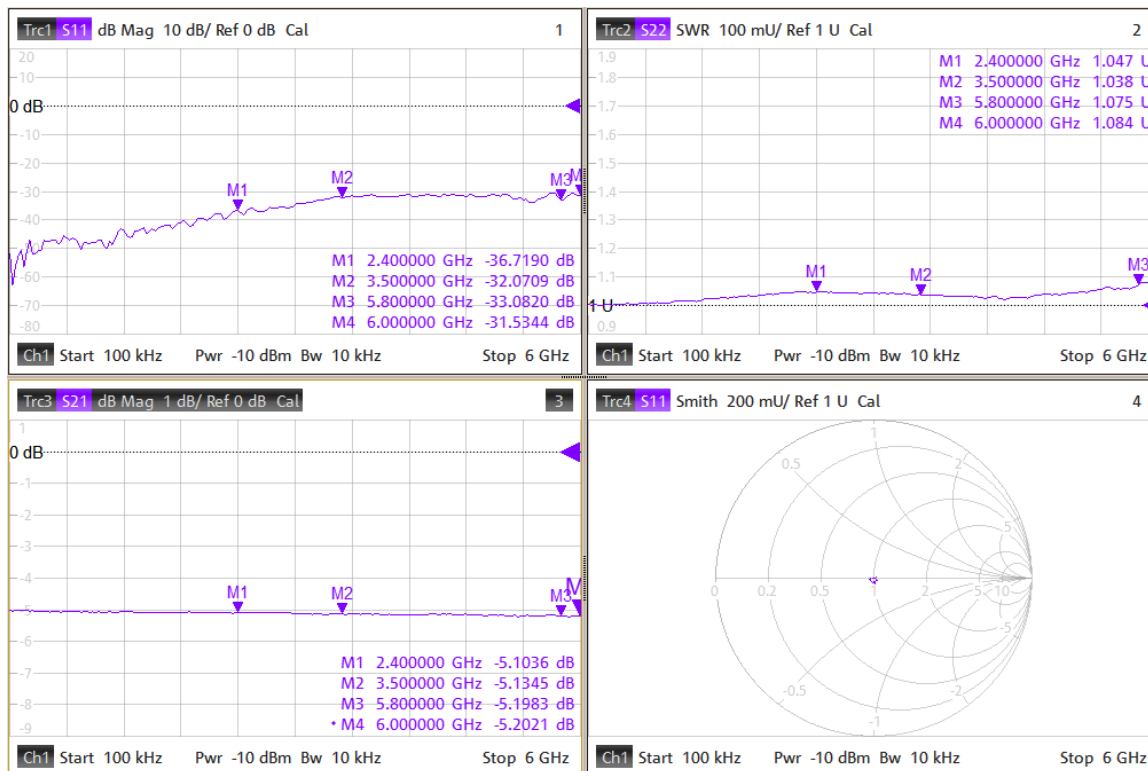 Trc1 S11 dB Mag 10 dB/ Ref 0 dB Cal 1
20
10
0 dB
-10
-20
-30
-40
-50
-60
-70
-80
M1
M2
M3
M
M1 2.400000 GHz -36.7190 dB
M2 3.500000 GHz -32.0709 dB
M3 5.800000 GHz -33.0820 dB
M4 6.000000 GHz -31.5344 dB
Ch1 Start 100 kHz Pwr -10 dBm Bw 10 kHz Stop 6 GHz
Trc2 S22 SWR 100 mU/ Ref 1 U Cal 2
1.9
1.8
1.7
1.6
1.5
1.4
1.3
1.2
1.1
1 U
0.9
M1 2.400000 GHz 1.047 U
M2 3.500000 GHz 1.038 U
M3 5.800000 GHz 1.075 U
M4 6.000000 GHz 1.084 U
M1
M2
M3
Ch1 Start 100 kHz Pwr -10 dBm Bw 10 kHz Stop 6 GHz
Trc3 S21 dB Mag 1 dB/ Ref 0 dB Cal 3
1
0 dB
-1
-2
-3
-4
-5
-6
-7
-8
-9
M1
M2
M3
M
M1 2.400000 GHz -5.1036 dB
M2 3.500000 GHz -5.1345 dB
M3 5.800000 GHz -5.1983 dB
• M4 6.000000 GHz -5.2021 dB
Ch1 Start 100 kHz Pwr -10 dBm Bw 10 kHz Stop 6 GHz
Trc4 S11 Smith 200 mU/ Ref 1 U Cal 4
1
0.5
2
5
0 0.2 0.5 1 2 5 10
-5
-0.5
-2
-1
Ch1 Start 100 kHz Pwr -10 dBm Bw 10 kHz Stop 6 GHz